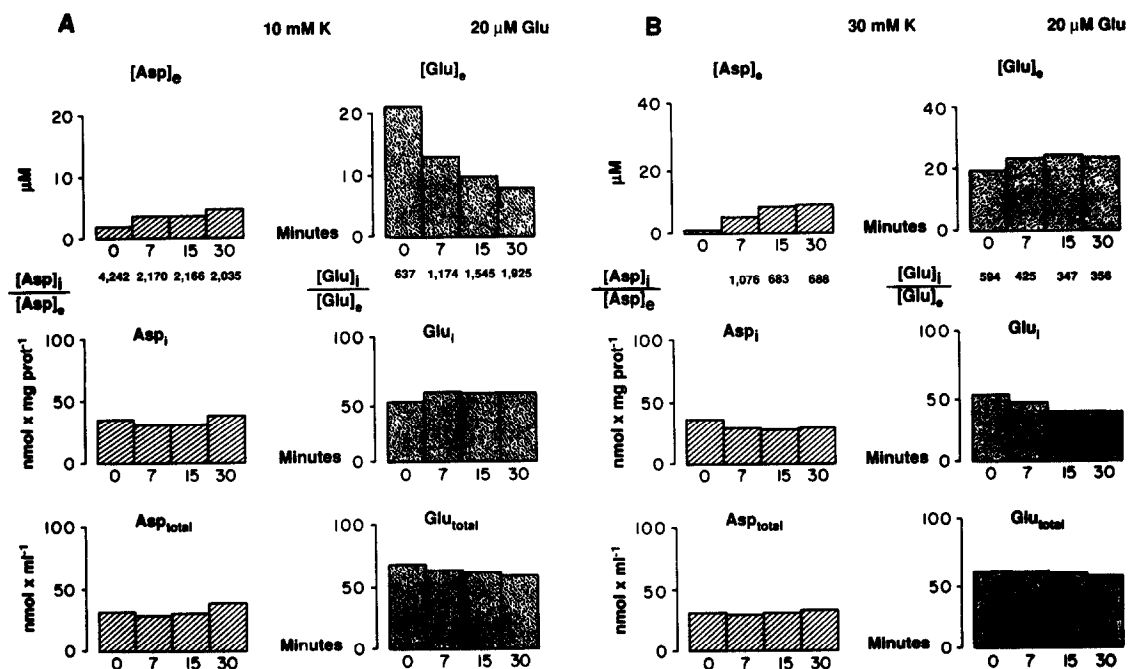 A 10 mM K 20 µM Glu B 30 mM K 20 µM Glu
[Asp]e [Glu]e [Asp]e [Glu]e
20 20 40 40
µM 10 10 µM 20 20
0 0 Minutes 0 0 Minutes
0 7 15 30 0 7 15 30 0 7 15 30 0 7 15 30
[Asp]i 4,242 2,170 2,166 2,035 [Glu]i 637 1,174 1,545 1,925 [Asp]i 1,076 683 688 [Glu]i 594 425 347 356
[Asp]e [Glu]e [Asp]e [Glu]e
Aspi Glui Aspi Glui
100 100 100 100
nmol x mg prot-1 50 50 nmol x mg prot-1 50 50
0 0 Minutes 0 0 Minutes
0 7 15 30 0 7 15 30 0 7 15 30 0 7 15 30
Asptotal Glutotal Asptotal Glutotal
100 100 100 100
nmol x ml-1 50 50 nmol x ml-1 50 50
0 0 Minutes 0 0 Minutes
0 7 15 30 0 7 15 30 0 7 15 30 0 7 15 30